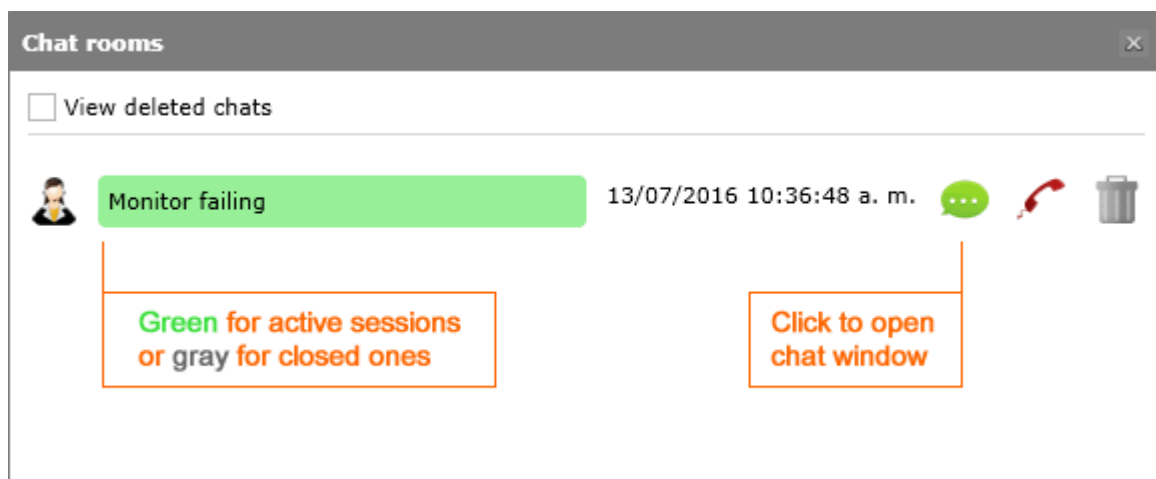 Chat rooms
View deleted chats
Monitor failing
13/07/2016 10:36:48 a. m.
Green for active sessions
or gray for closed ones
Click to open
chat window